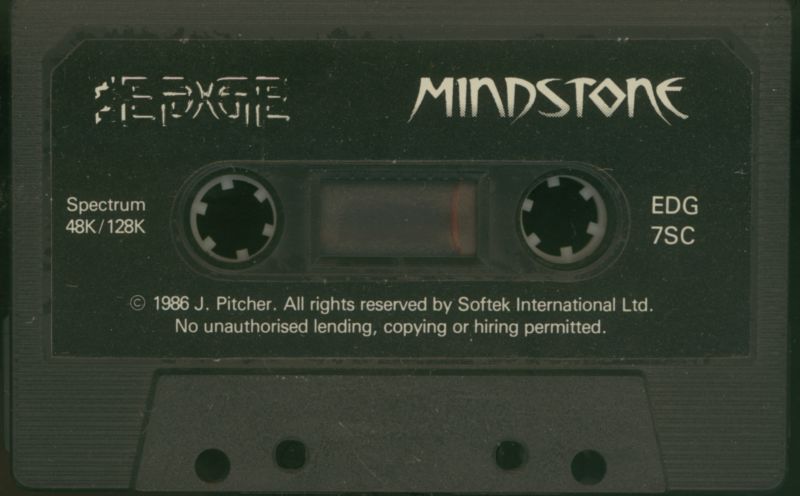 THE EDGE
MINDSTONE
Spectrum
48K/128K
EDG
7SC
© 1986 J. Pitcher. All rights reserved by Softek International Ltd.
No unauthorised lending, copying or hiring permitted.